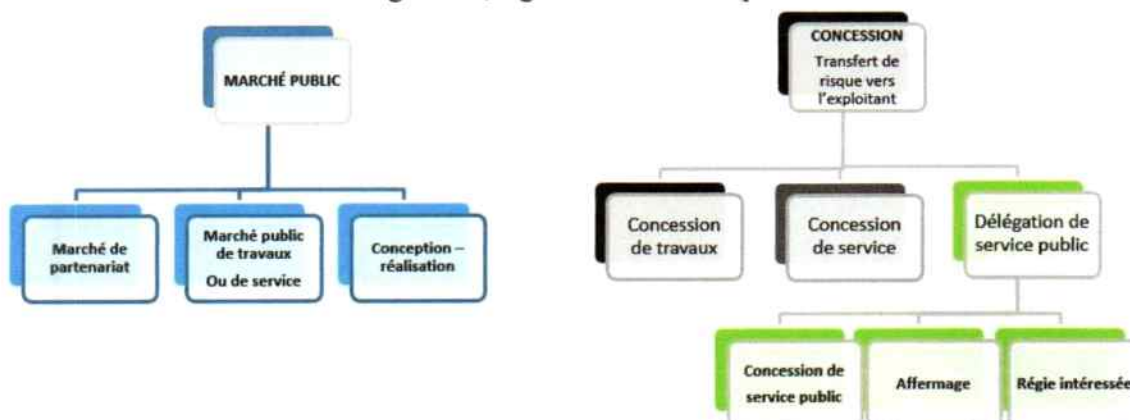 MARCHÉ PUBLIC
Marché de
partenariat
Marché public
de travaux
Ou de service
Conception –
réalisation
CONCESSION
Transfert de
risque vers
l'exploitant
Concession
de travaux
Concession
de service
Délégation de
service public
Concession de
service public
Affermage
Régie intéressée